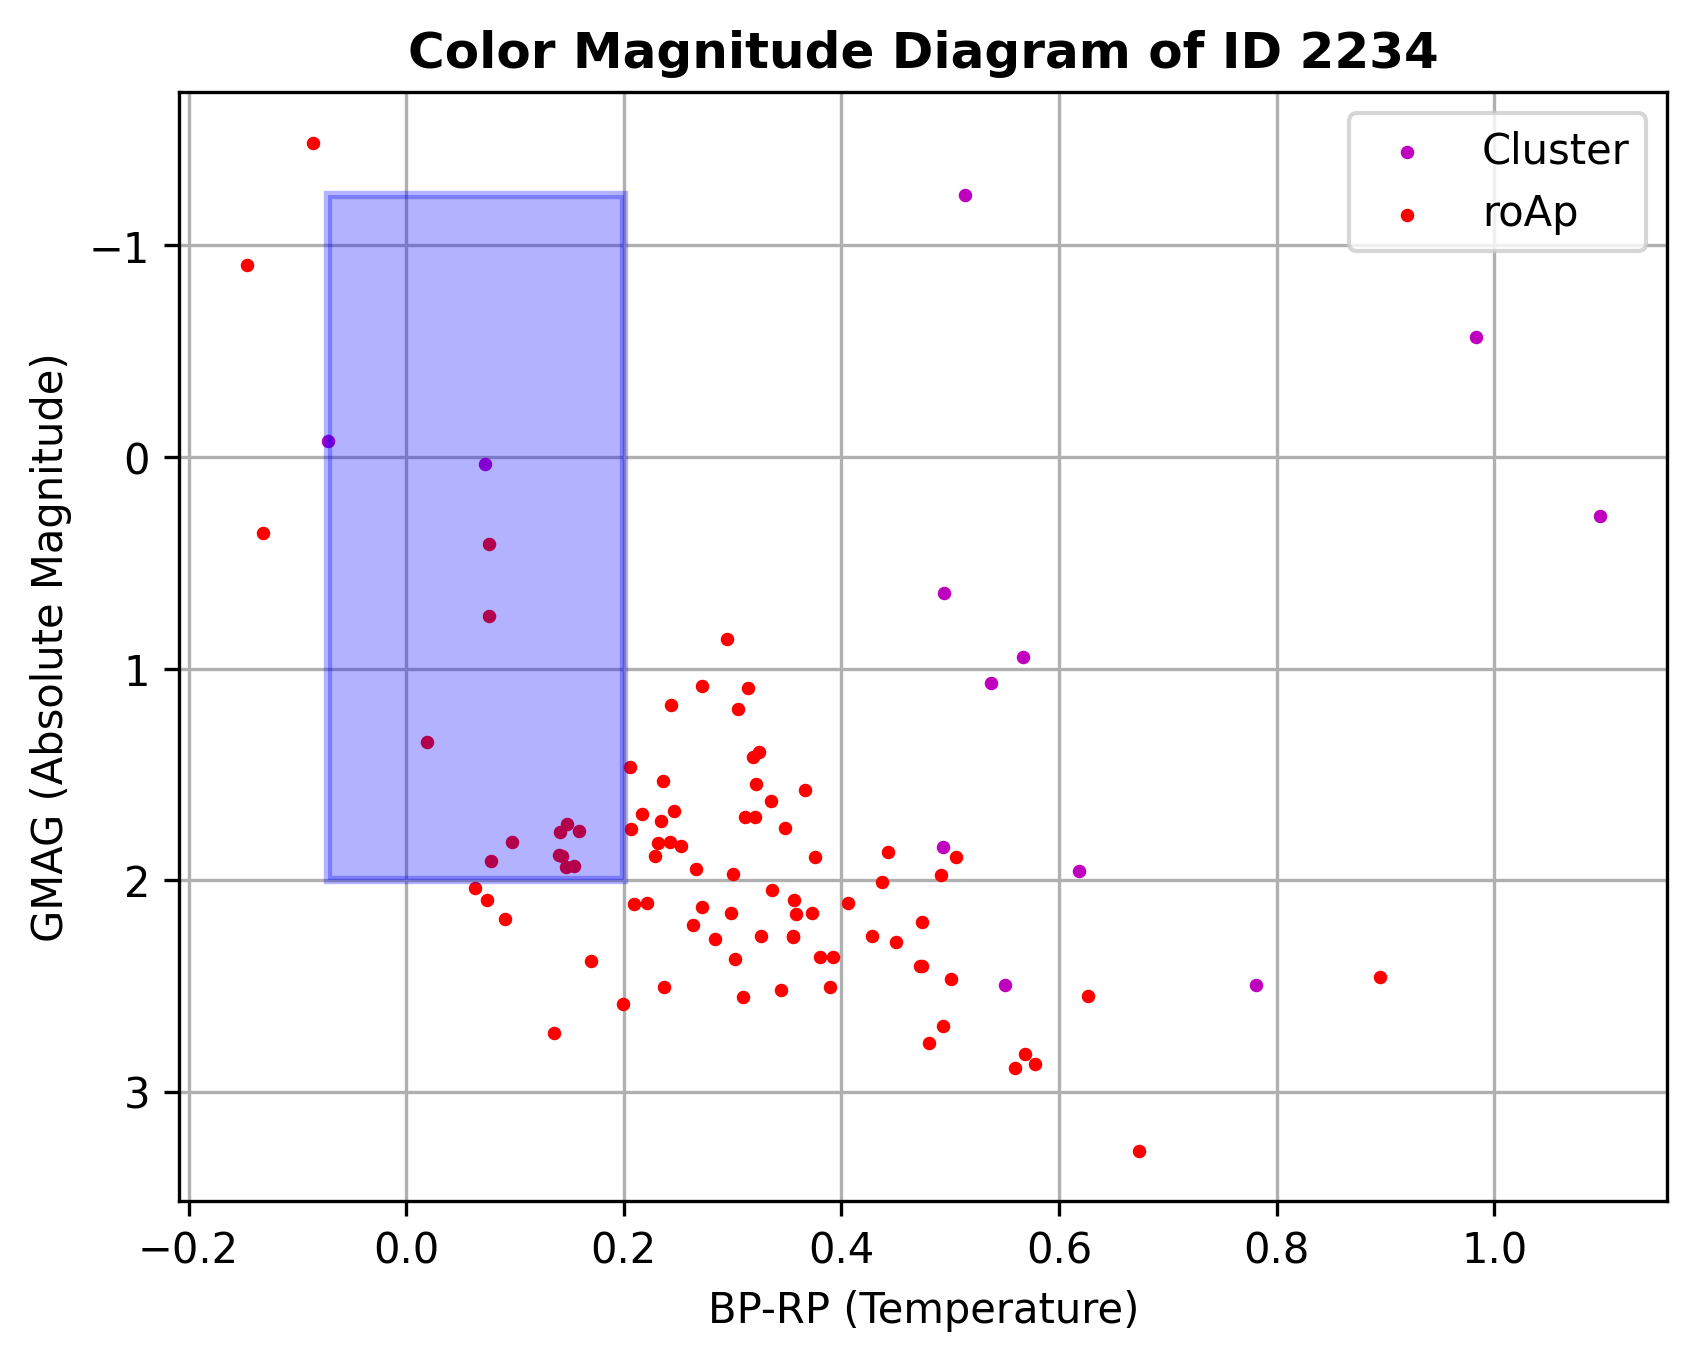 Color Magnitude Diagram of ID 2234
Cluster
roAp
GMAG (Absolute Magnitude)
−1
0
1
2
3
−0.2 0.0 0.2 0.4 0.6 0.8 1.0
BP-RP (Temperature)